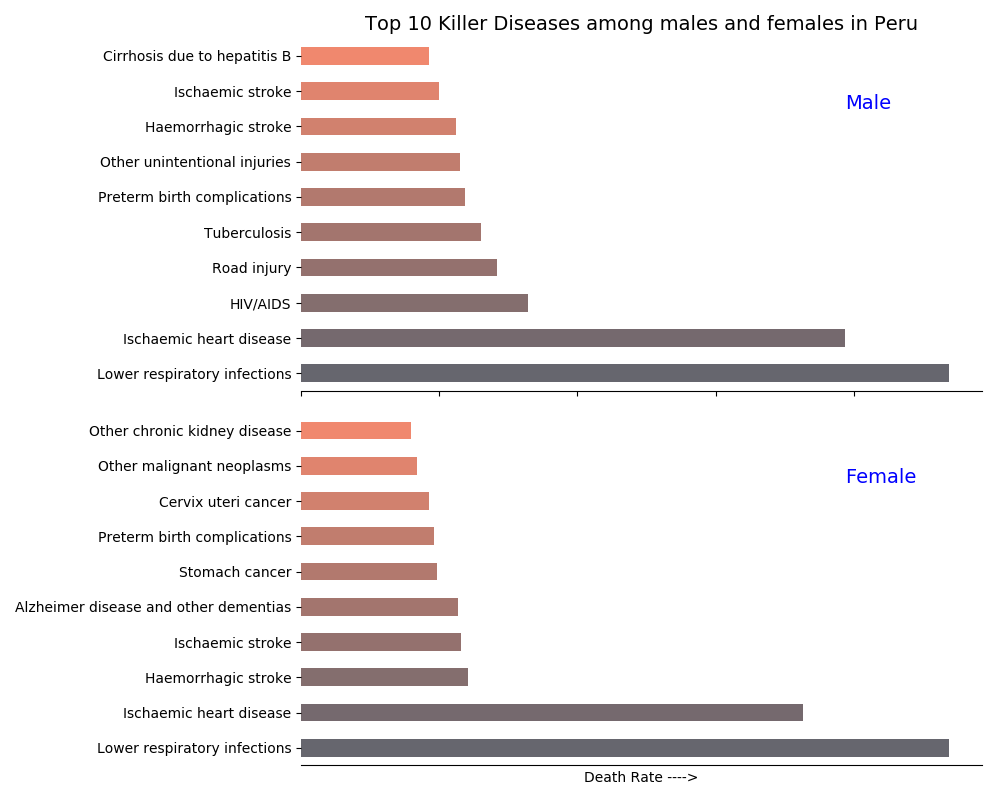 Top 10 Killer Diseases among males and females in Peru
Cirrhosis due to hepatitis B
Ischaemic stroke
Male
Haemorrhagic stroke
Other unintentional injuries
Preterm birth complications
Tuberculosis
Road injury
HIV/AIDS
Ischaemic heart disease
Lower respiratory infections
Other chronic kidney disease
Other malignant neoplasms
Female
Cervix uteri cancer
Preterm birth complications
Stomach cancer
Alzheimer disease and other dementias
Ischaemic stroke
Haemorrhagic stroke
Ischaemic heart disease
Lower respiratory infections
Death Rate ---->